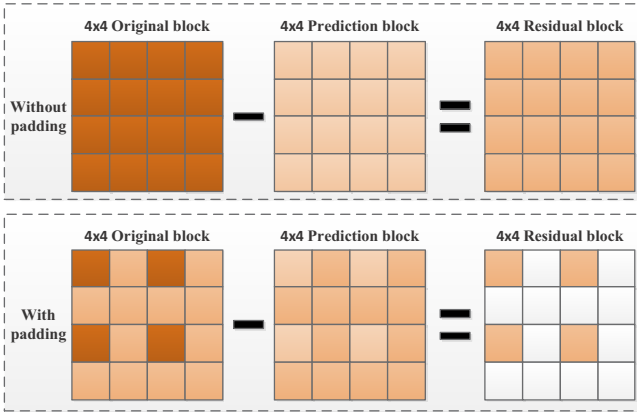 4x4 Original block 4x4 Prediction block 4x4 Residual block
Without
padding
4x4 Original block 4x4 Prediction block 4x4 Residual block
With
padding